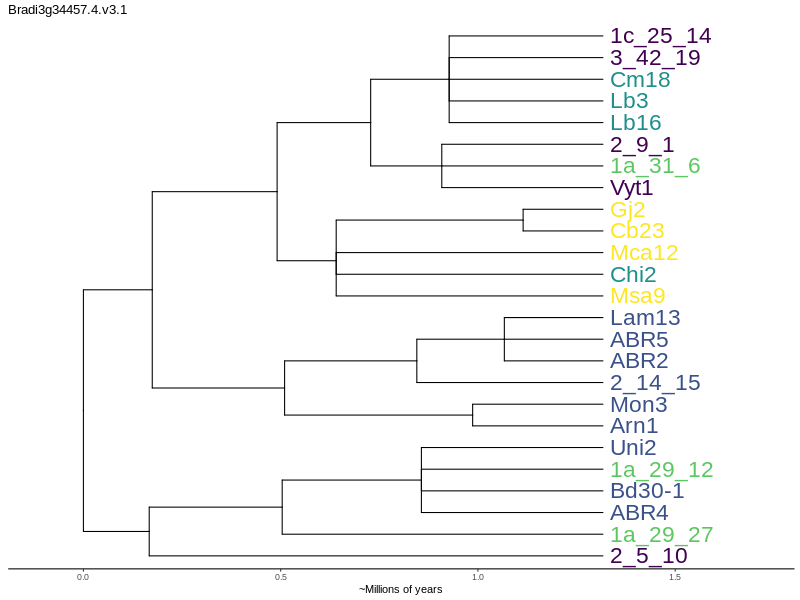 Bradi3g34457.4.v3.1
1c_25_14
3_42_19
Cm18
Lb3
Lb16
2_9_1
1a_31_6
Vyt1
Gj2
Cb23
Mca12
Chi2
Msa9
Lam13
ABR5
ABR2
2_14_15
Mon3
Arn1
Uni2
1a_29_12
Bd30-1
ABR4
1a_29_27
2_5_10
0.0 0.5 1.0 1.5
~Millions of years